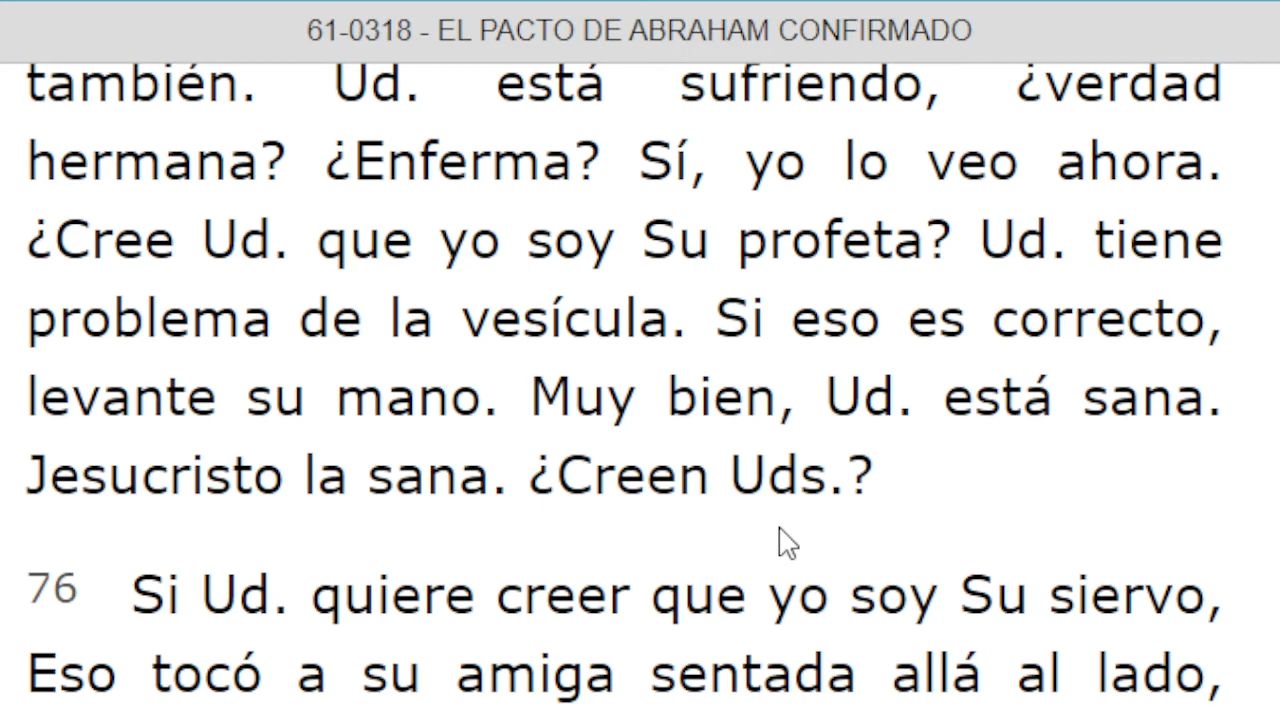 61-0318 - EL PACTO DE ABRAHAM CONFIRMADO
también. Ud. está sufriendo, ¿verdad
hermana? ¿Enferma? Sí, yo lo veo ahora.
¿Cree Ud. que yo soy Su profeta? Ud. tiene
problema de la vesícula. Si eso es correcto,
levante su mano. Muy bien, Ud. está sana.
Jesucristo la sana. ¿Creen Uds.?
76 Si Ud. quiere creer que yo soy Su siervo,
Eso tocó a su amiga sentada allá al lado,